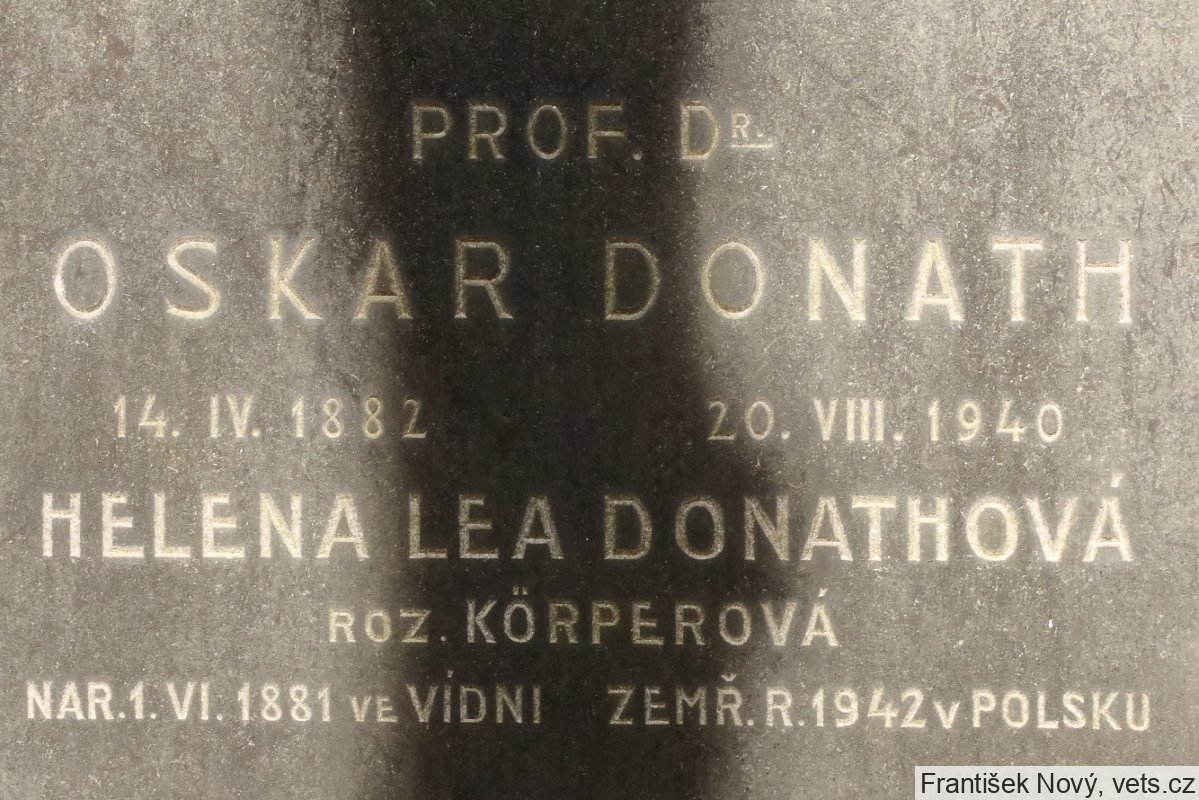 PROF. DR.
OSKAR DONATH
14. IV. 1882 20. VIII. 1940
HELENA LEA DONATHOVÁ
ROZ. KÖRPEROVÁ
NAR. 1. VI. 1881 VE VÍDNI ZEMŘ. R. 1942 V POLSKU
František Nový, vets.cz